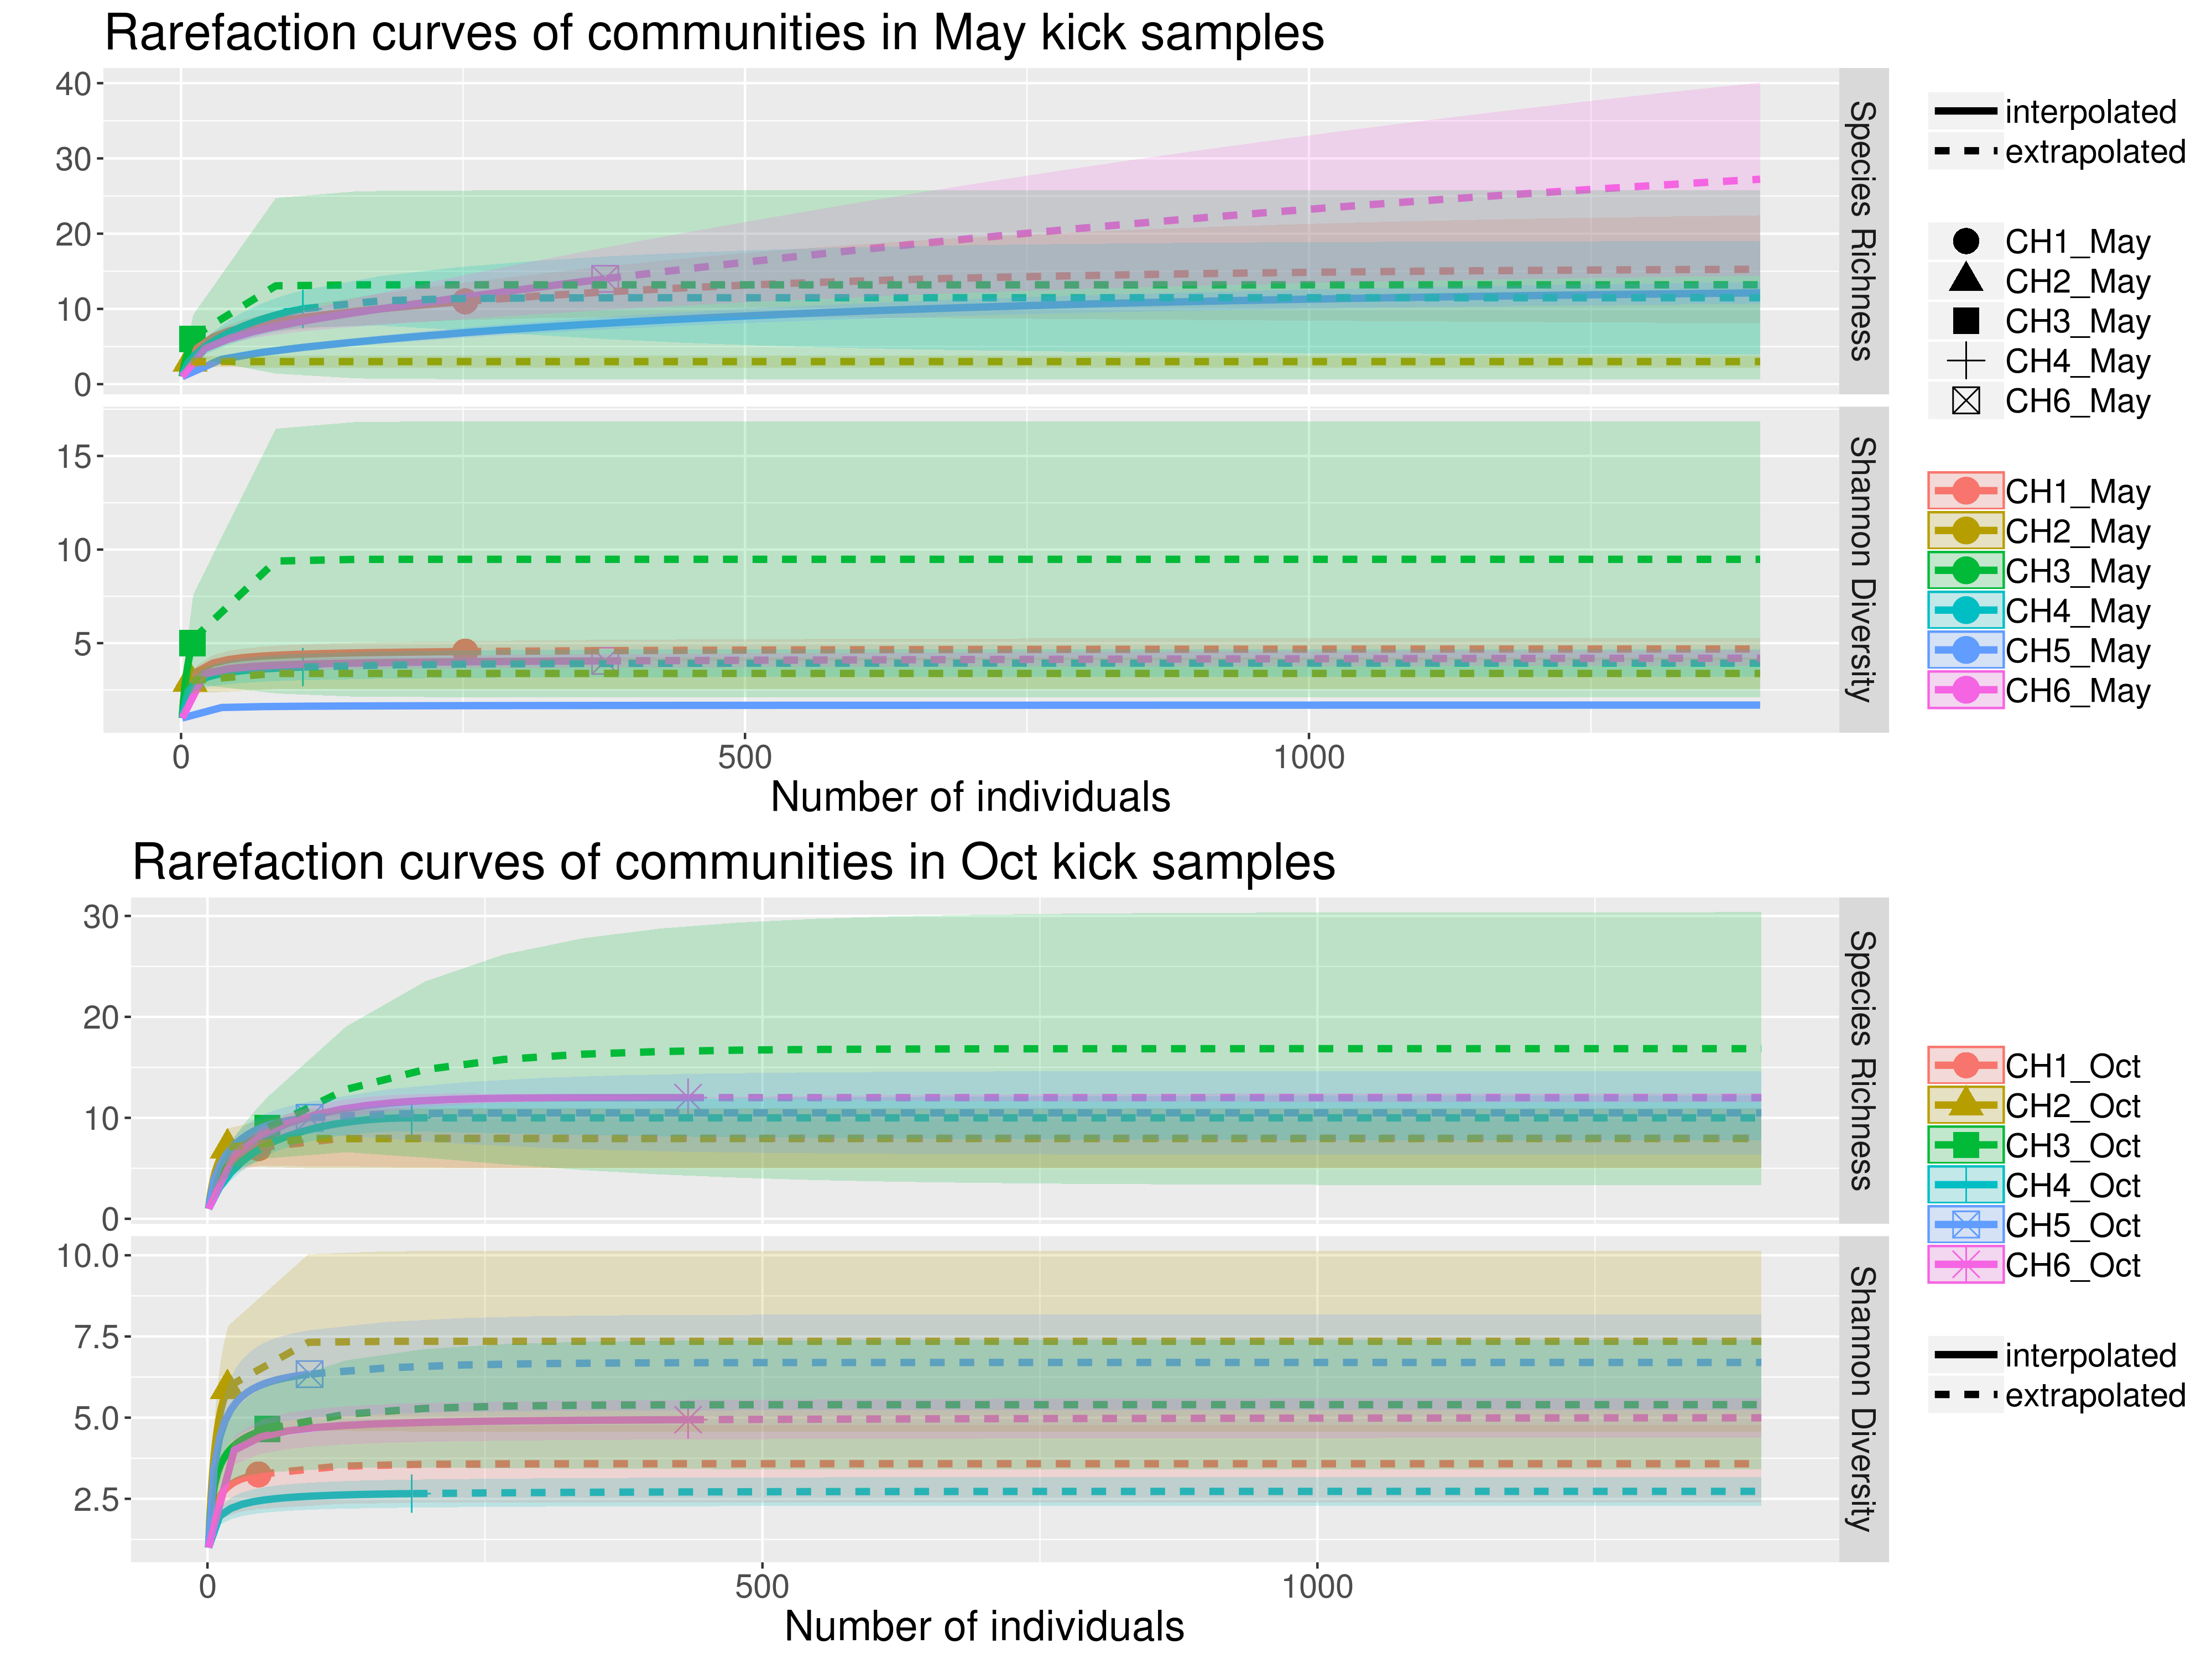 Rarefaction curves of communities in May kick samples
40
30
20
10
0
Species Richness
15
10
5
Shannon Diversity
0
500
1000
Number of individuals
interpolated
extrapolated
CH1_May
CH2_May
CH3_May
CH4_May
CH6_May
CH1_May
CH2_May
CH3_May
CH4_May
CH5_May
CH6_May
Rarefaction curves of communities in Oct kick samples
30
20
10
0
Species Richness
10.0
7.5
5.0
2.5
Shannon Diversity
0
500
1000
Number of individuals
CH1_Oct
CH2_Oct
CH3_Oct
CH4_Oct
CH5_Oct
CH6_Oct
interpolated
extrapolated